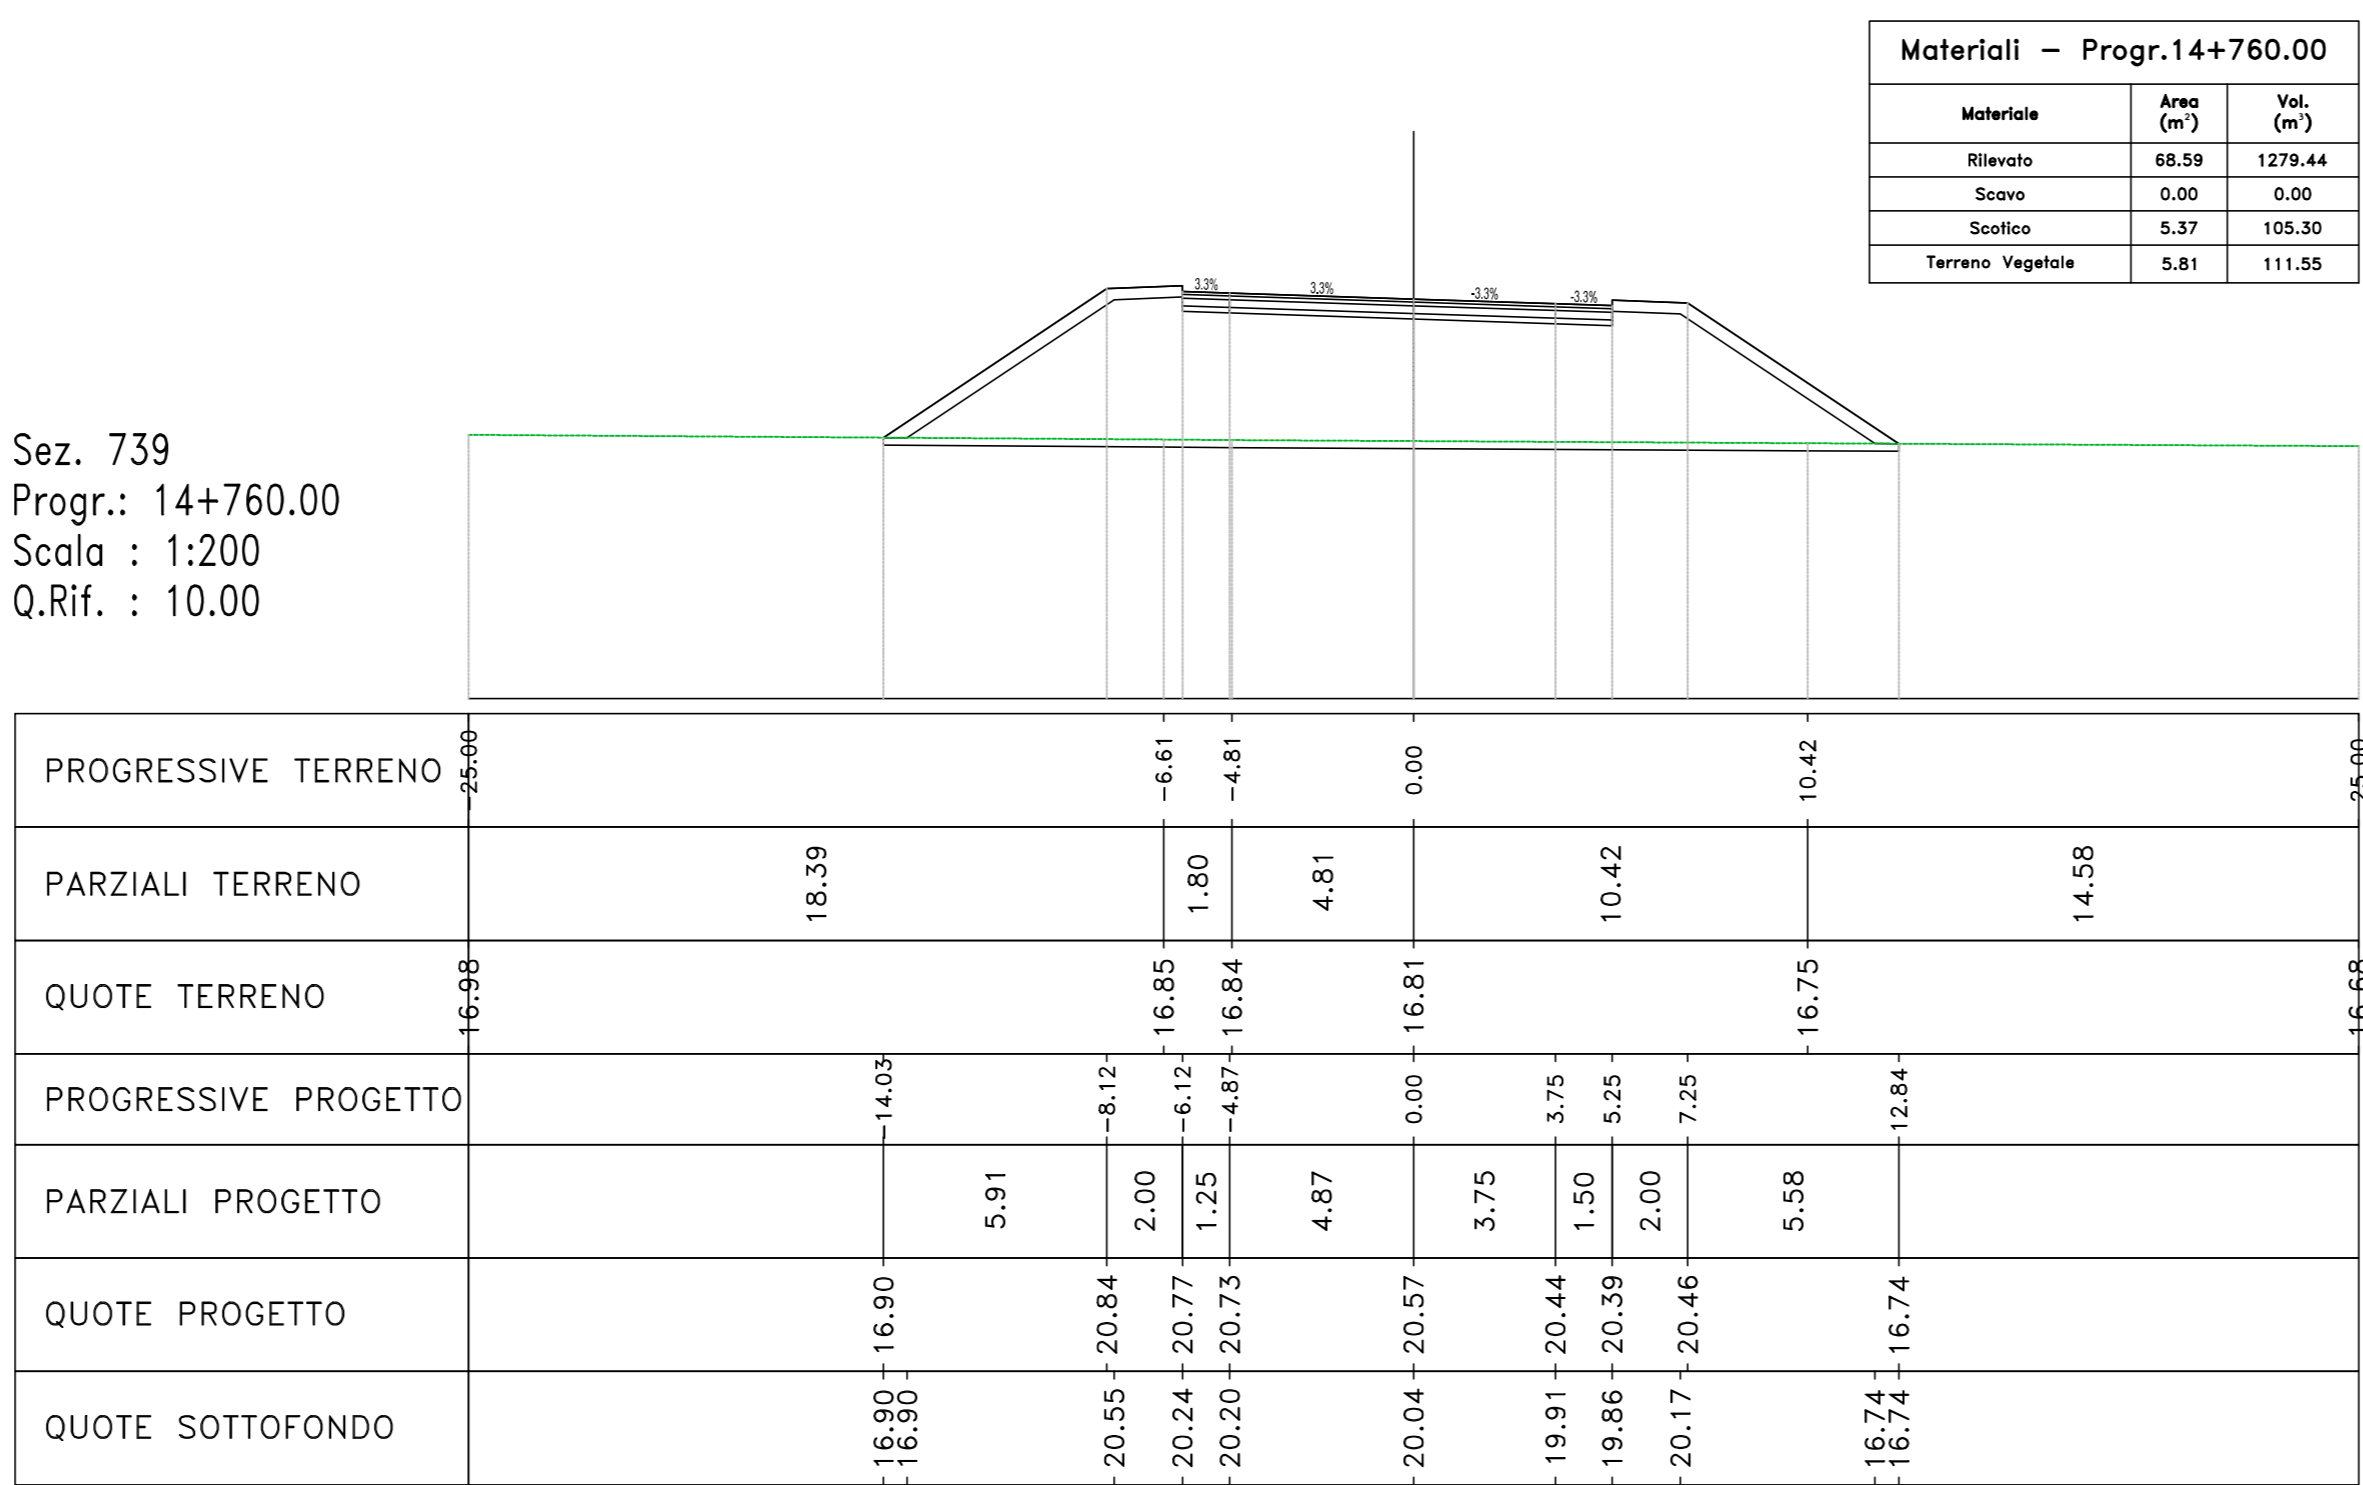 Materiali - Progr.14+760.00
Materiale Area (m²) Vol. (m³)
Rilevato 68.59 1279.44
Scavo 0.00 0.00
Scotico 5.37 105.30
Terreno Vegetale 5.81 111.55
3.3% 3.3% -3.3% -3.3%
Sez. 739
Progr.: 14+760.00
Scala : 1:200
Q.Rif. : 10.00
PROGRESSIVE TERRENO -25.00 -6.61 -4.81 0.00 10.42 25.00
PARZIALI TERRENO 18.39 1.80 4.81 10.42 14.58
QUOTE TERRENO 16.98 16.85 16.84 16.81 16.75 16.68
PROGRESSIVE PROGETTO -14.03 -8.12 -6.12 -4.87 0.00 3.75 5.25 7.25 12.84
PARZIALI PROGETTO 5.91 2.00 1.25 4.87 3.75 1.50 2.00 5.58
QUOTE PROGETTO 16.90 20.84 20.77 20.73 20.57 20.44 20.39 20.46 16.74
QUOTE SOTTOFONDO 16.90 16.90 20.55 20.24 20.20 20.04 19.91 19.86 20.17 16.74 16.74